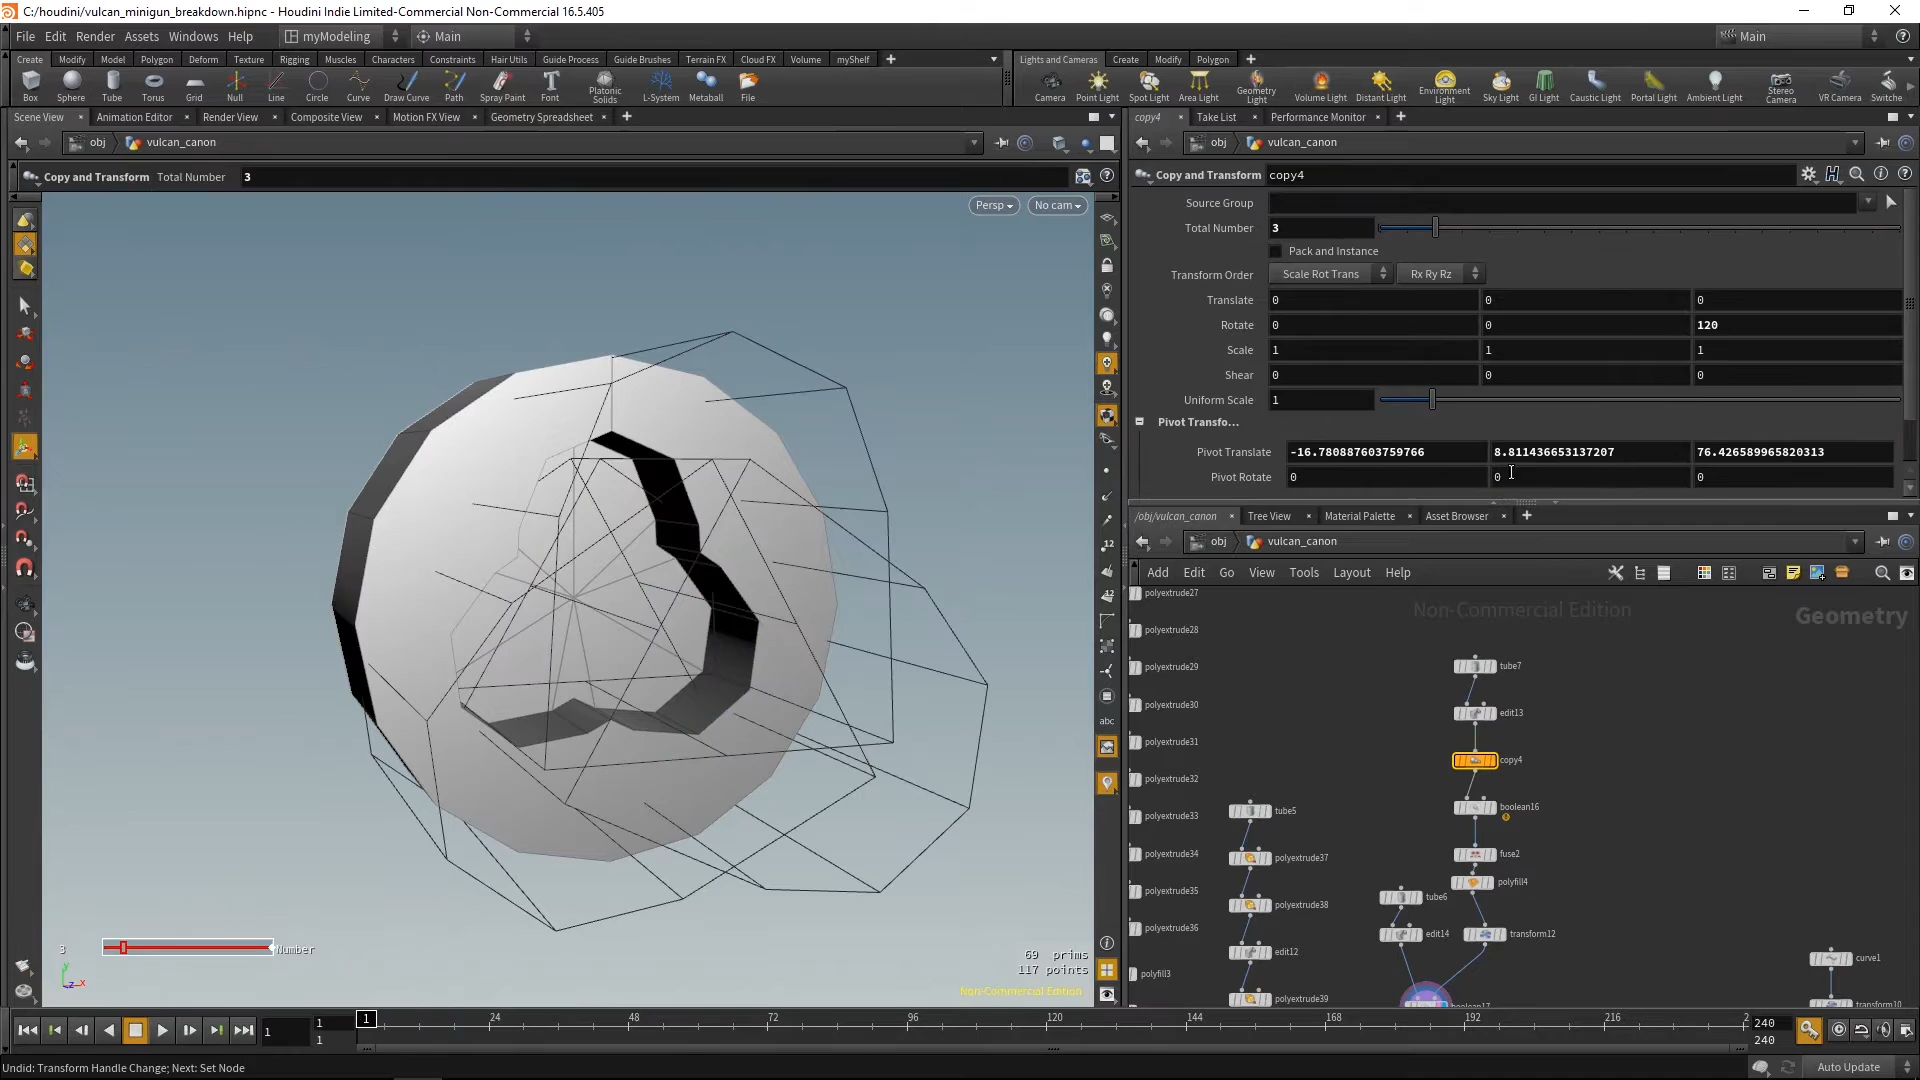 C:/houdini/vulcan_minigun_breakdown.hipnc - Houdini Indie Limited-Commercial Non-Commercial 16.5.405
File Edit Render Assets Windows Help myModeling Main Main
Create Modify Model Polygon Deform Texture Rigging Muscles Characters Constraints Hair Utils Guide Process Guide Brushes Terrain FX Cloud FX Volume myShelf
Lights and Cameras Create Modify Polygon
Box Sphere Tube Torus Grid Null Line Circle Curve Draw Curve Path Spray Paint Font Platonic Solids L-System Metaball File
Camera Point Light Spot Light Area Light Geometry Light Volume Light Distant Light Environment Light Sky Light GI Light Caustic Light Portal Light Ambient Light Stereo Camera VR Camera Switche
Scene View Animation Editor Render View Composite View Motion FX View Geometry Spreadsheet
copy4 Take List Performance Monitor
obj vulcan_canon
obj vulcan_canon
Copy and Transform Total Number 3
Copy and Transform copy4
Persp No cam
Source Group
Total Number 3
Pack and Instance
Transform Order Scale Rot Trans Rx Ry Rz
Translate 0 0 0
Rotate 0 0 120
Scale 1 1 1
Shear 0 0 0
Uniform Scale 1
Pivot Transfo...
Pivot Translate -16.780887603759766 8.811436653137207 76.426589965820313
Pivot Rotate 0 0 0
/obj/vulcan_canon Tree View Material Palette Asset Browser
obj vulcan_canon
Add Edit Go View Tools Layout Help
Non-Commercial Edition
Geometry
polyextrude27
polyextrude28
polyextrude29
polyextrude30
polyextrude31
polyextrude32
polyextrude33
polyextrude34
polyextrude35
polyextrude36
polyfill3
tube5
polyextrude37
polyextrude38
edit12
polyextrude39
tube7
edit13
copy4
boolean16
fuse2
polyfill4
tube6
edit14
transform12
boolean17
curve1
transform10
12
12
abc
3 Number
y
z x
69 prims
117 points
Non-Commercial Edition
1 1 1 1 24 48 72 96 120 144 168 192 216 2 240
240
Undid: Transform Handle Change; Next: Set Node
Auto Update